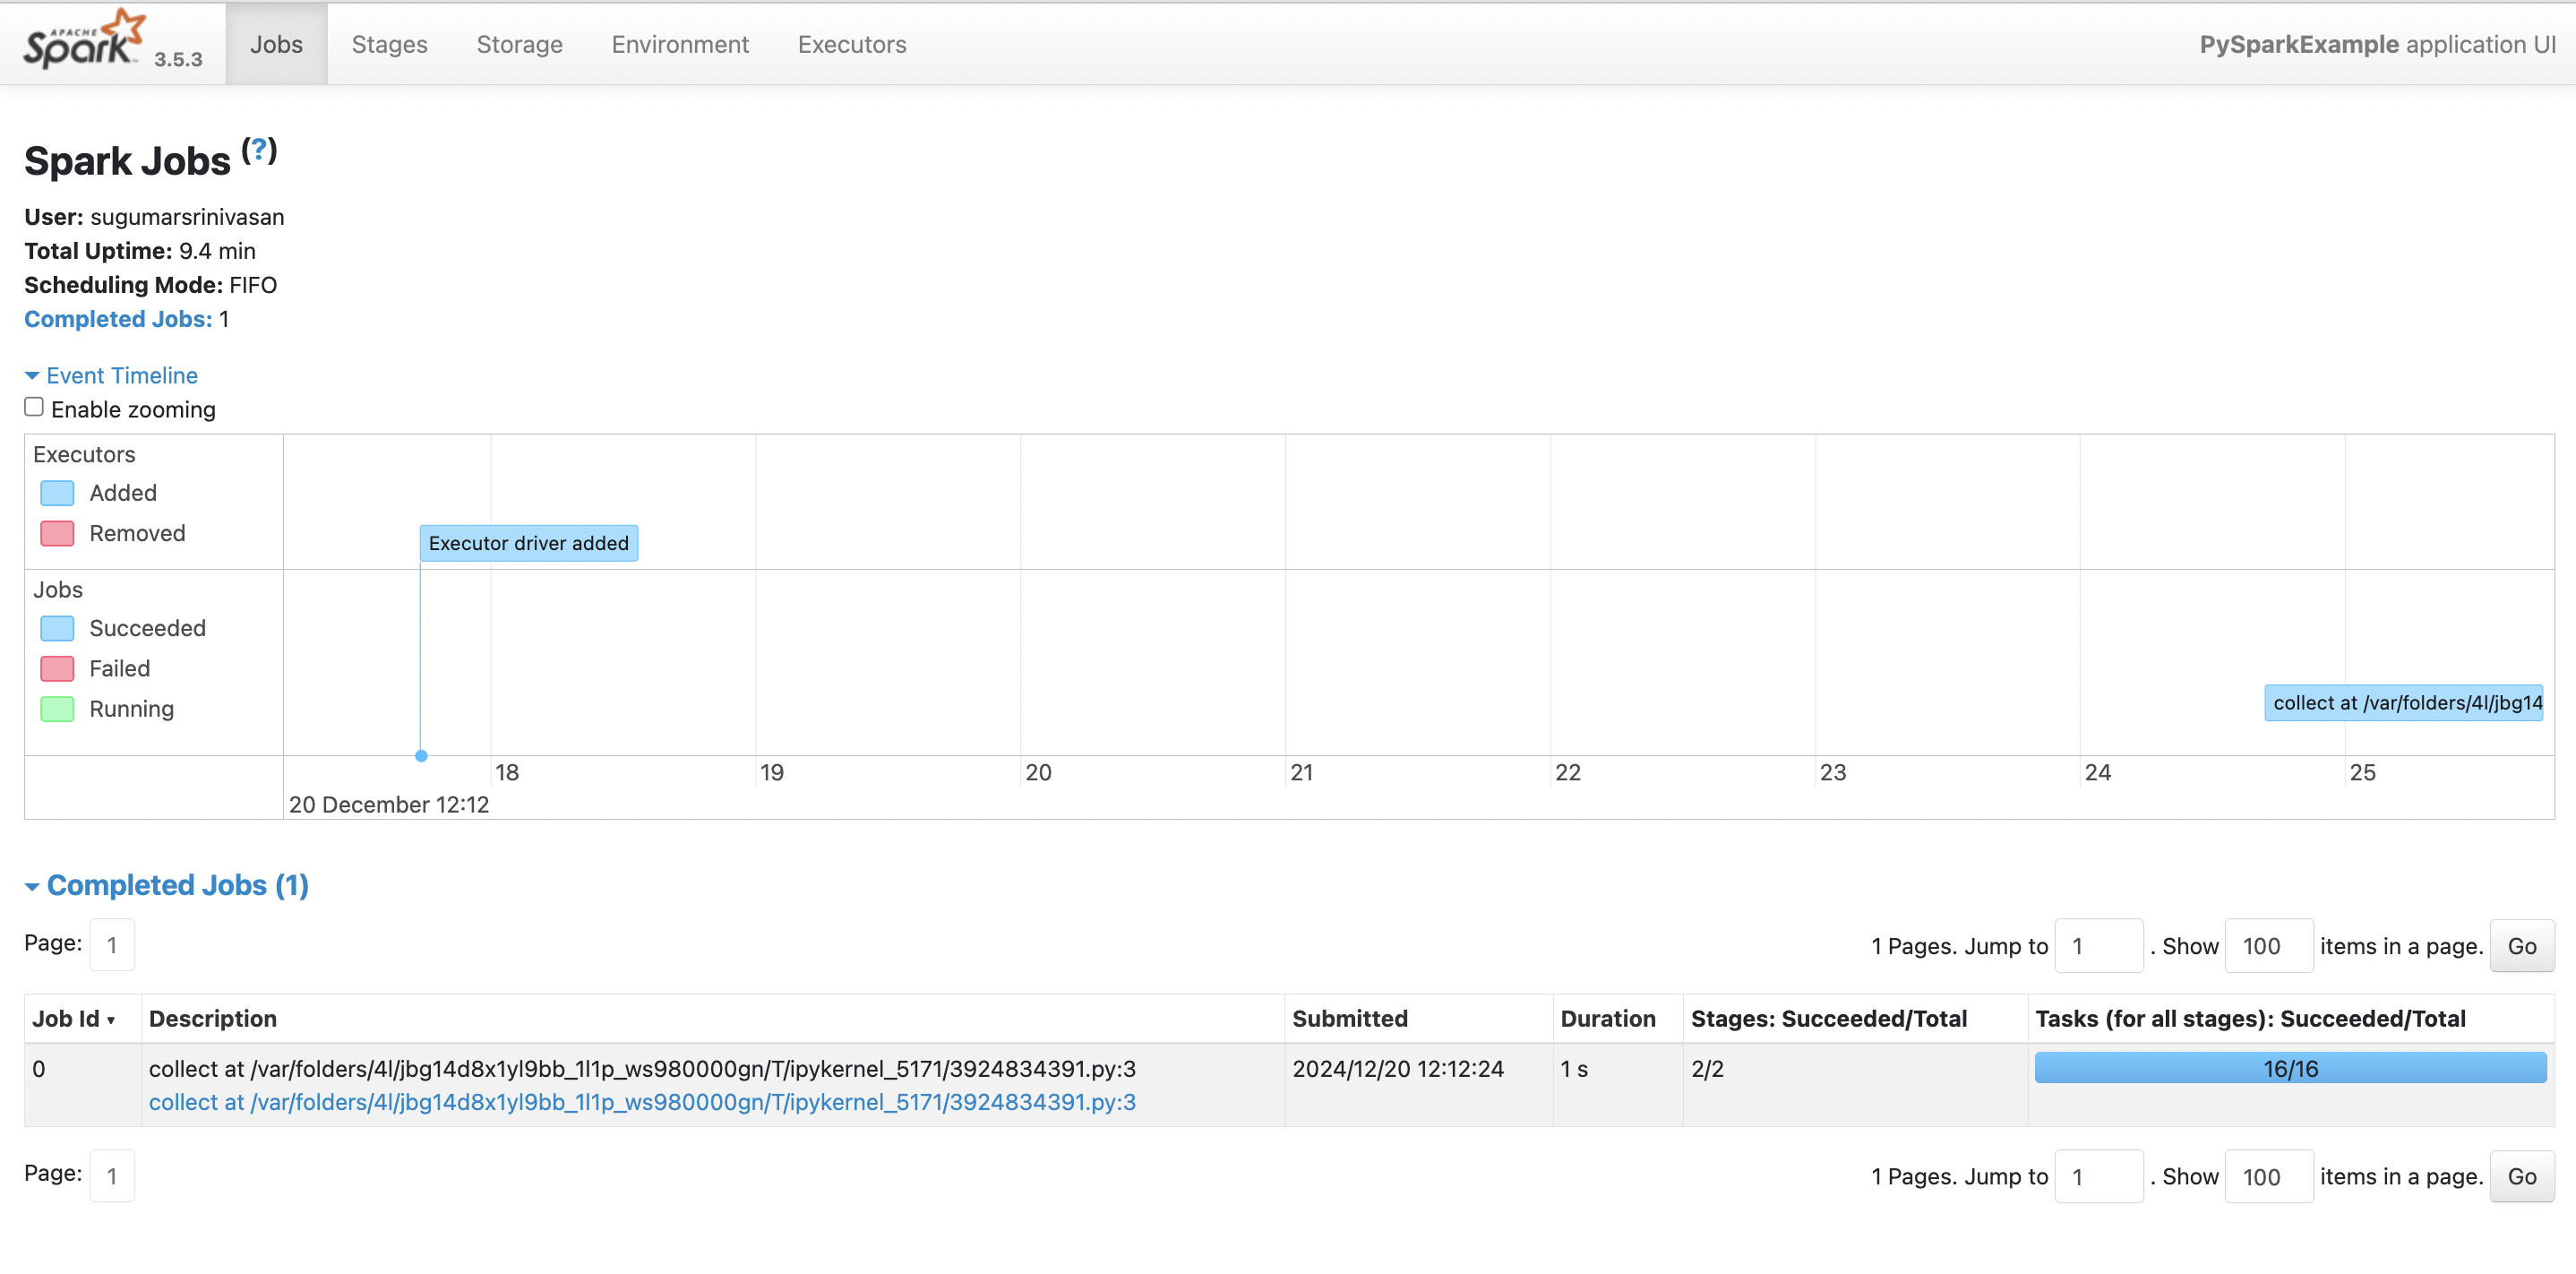 APACHE Spark 3.5.3 Jobs Stages Storage Environment Executors PySparkExample application UI
Spark Jobs (?)
User: sugumarsrinivasan
Total Uptime: 9.4 min
Scheduling Mode: FIFO
Completed Jobs: 1
Event Timeline
Enable zooming
Executors
Added
Removed
Executor driver added
Jobs
Succeeded
Failed
Running
collect at /var/folders/4l/jbg14
18 19 20 21 22 23 24 25
20 December 12:12
Completed Jobs (1)
Page: 1 1 Pages. Jump to 1 . Show 100 items in a page. Go
Job Id ▾ Description Submitted Duration Stages: Succeeded/Total Tasks (for all stages): Succeeded/Total
0 collect at /var/folders/4l/jbg14d8x1yl9bb_1l1p_ws980000gn/T/ipykernel_5171/3924834391.py:3 2024/12/20 12:12:24 1 s 2/2 16/16
collect at /var/folders/4l/jbg14d8x1yl9bb_1l1p_ws980000gn/T/ipykernel_5171/3924834391.py:3
Page: 1 1 Pages. Jump to 1 . Show 100 items in a page. Go